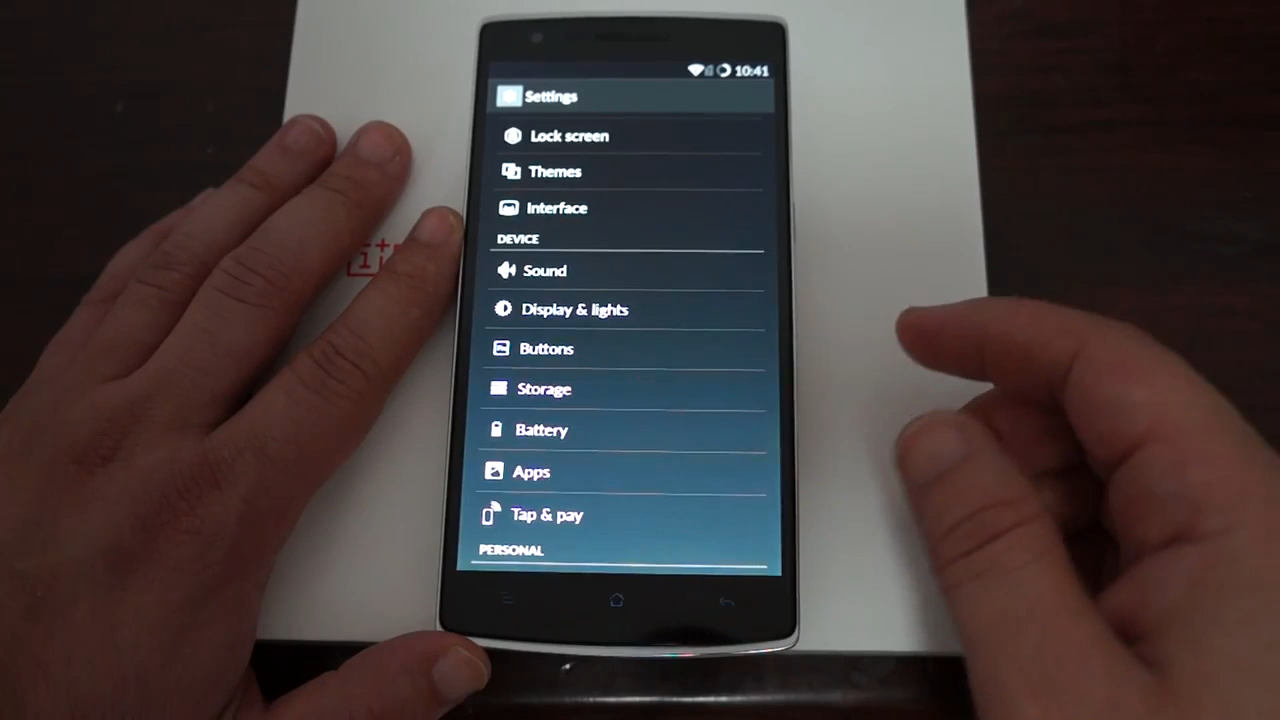 10:41
Settings
Lock screen
Themes
Interface
DEVICE
Sound
Display & lights
Buttons
Storage
Battery
Apps
Tap & pay
PERSONAL